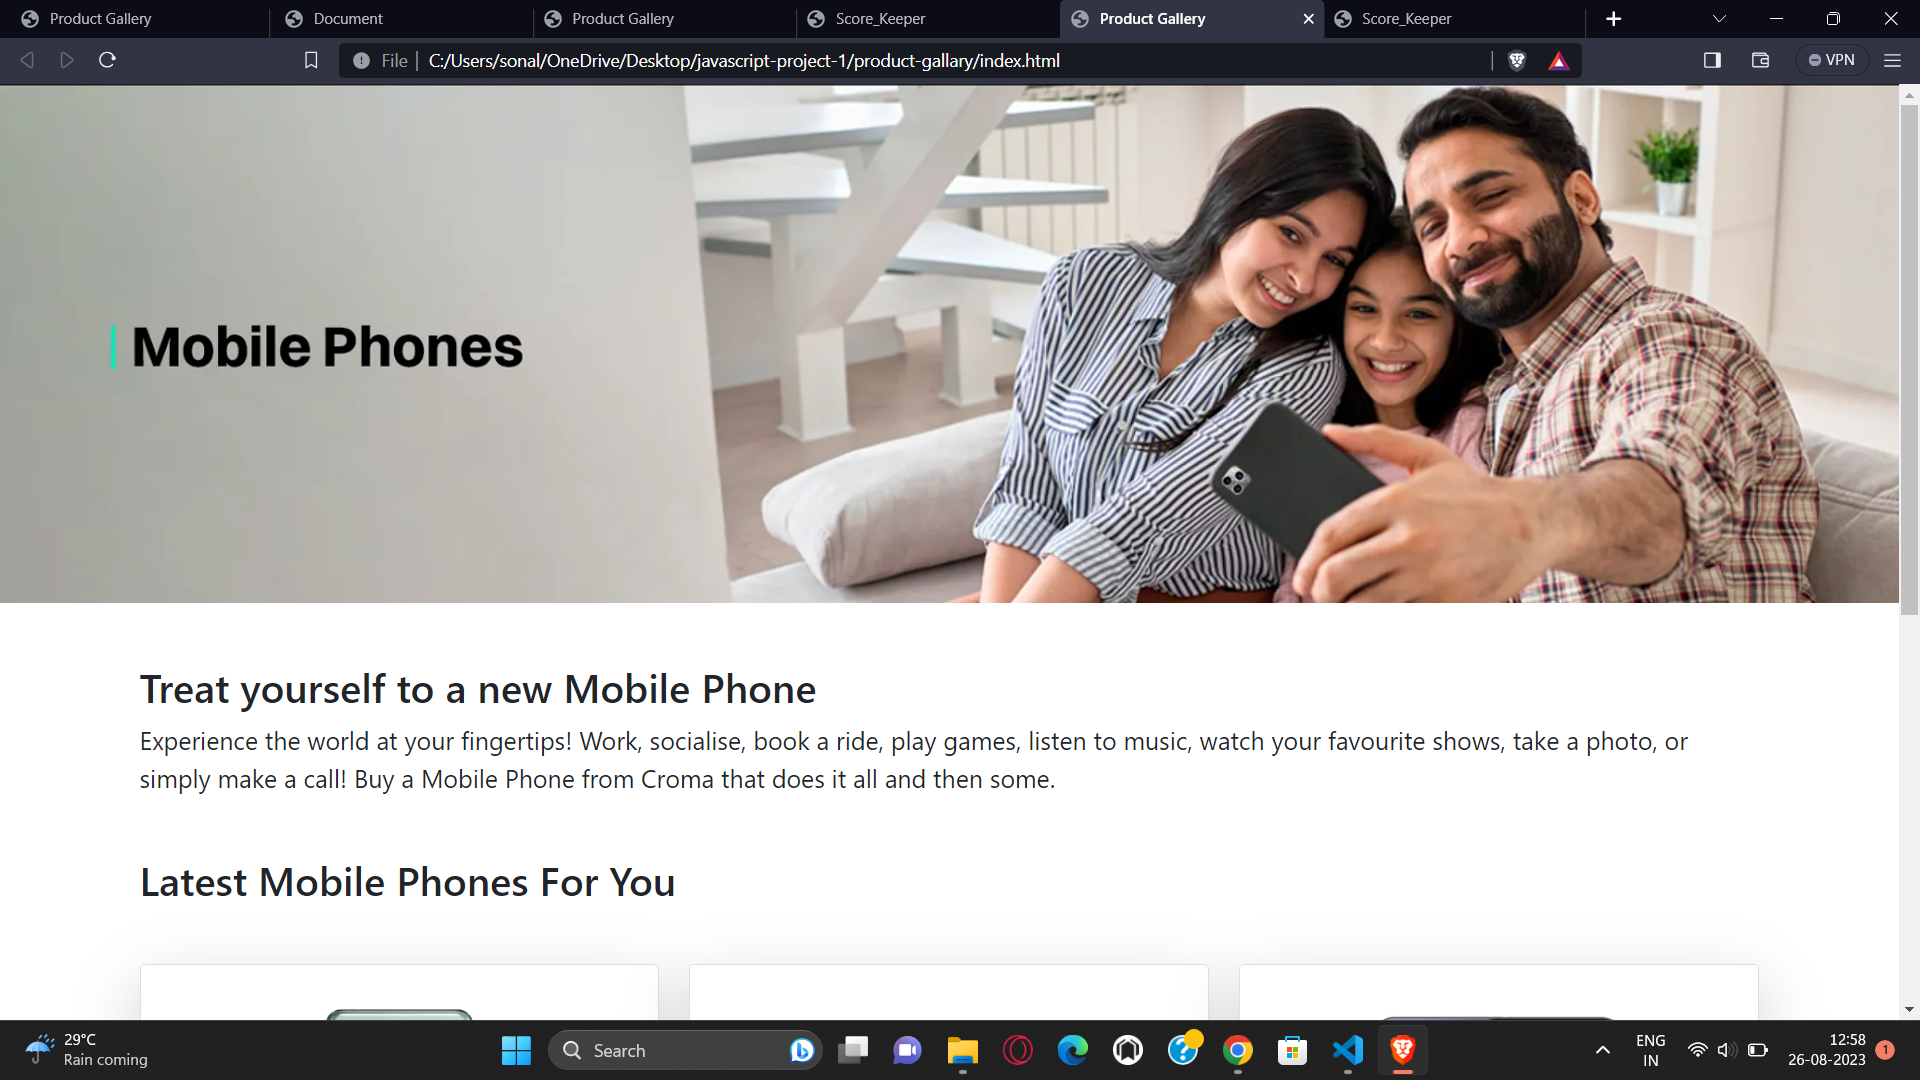 Product Gallery
Document
Product Gallery
Score_Keeper
Product Gallery
Score_Keeper
File
C:/Users/sonal/OneDrive/Desktop/javascript-project-1/product-gallary/index.html
VPN
Mobile Phones
Treat yourself to a new Mobile Phone
Experience the world at your fingertips! Work, socialise, book a ride, play games, listen to music, watch your favourite shows, take a photo, or
simply make a call! Buy a Mobile Phone from Croma that does it all and then some.
Latest Mobile Phones For You
29°C
Rain coming
Search
ENG
IN
12:58
26-08-2023
1